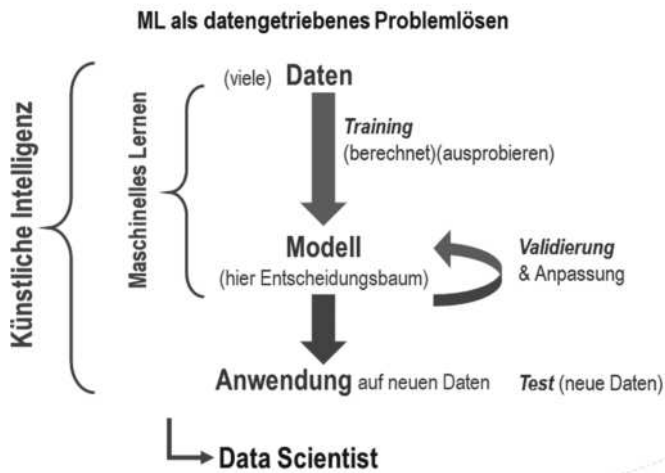 ML als datengetriebenes Problemlösen
(viele) Daten
Training
(berechnet)(ausprobieren)
Modell
(hier Entscheidungsbaum)
Validierung
& Anpassung
Anwendung auf neuen Daten
Test (neue Daten)
Künstliche Intelligenz
Maschinelles Lernen
Data Scientist